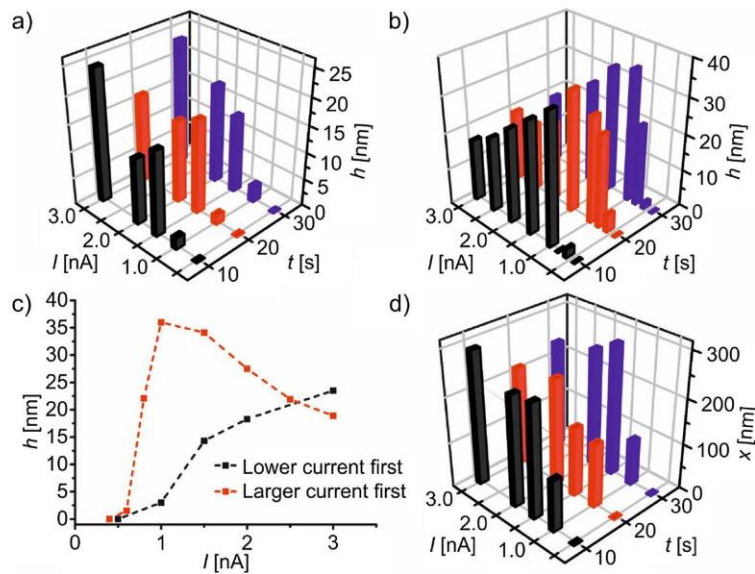 a)
25
20
15
10
5
0
h [nm]
3.0
2.0
1.0
I [nA]
10
20
30
t [s]
b)
40
30
20
10
0
h [nm]
3.0
2.0
1.0
I [nA]
10
20
30
t [s]
c)
40
35
30
25
20
15
10
5
0
h [nm]
Lower current first
Larger current first
0
1
2
3
I [nA]
d)
300
200
100
0
x [nm]
3.0
2.0
1.0
I [nA]
10
20
30
t [s]